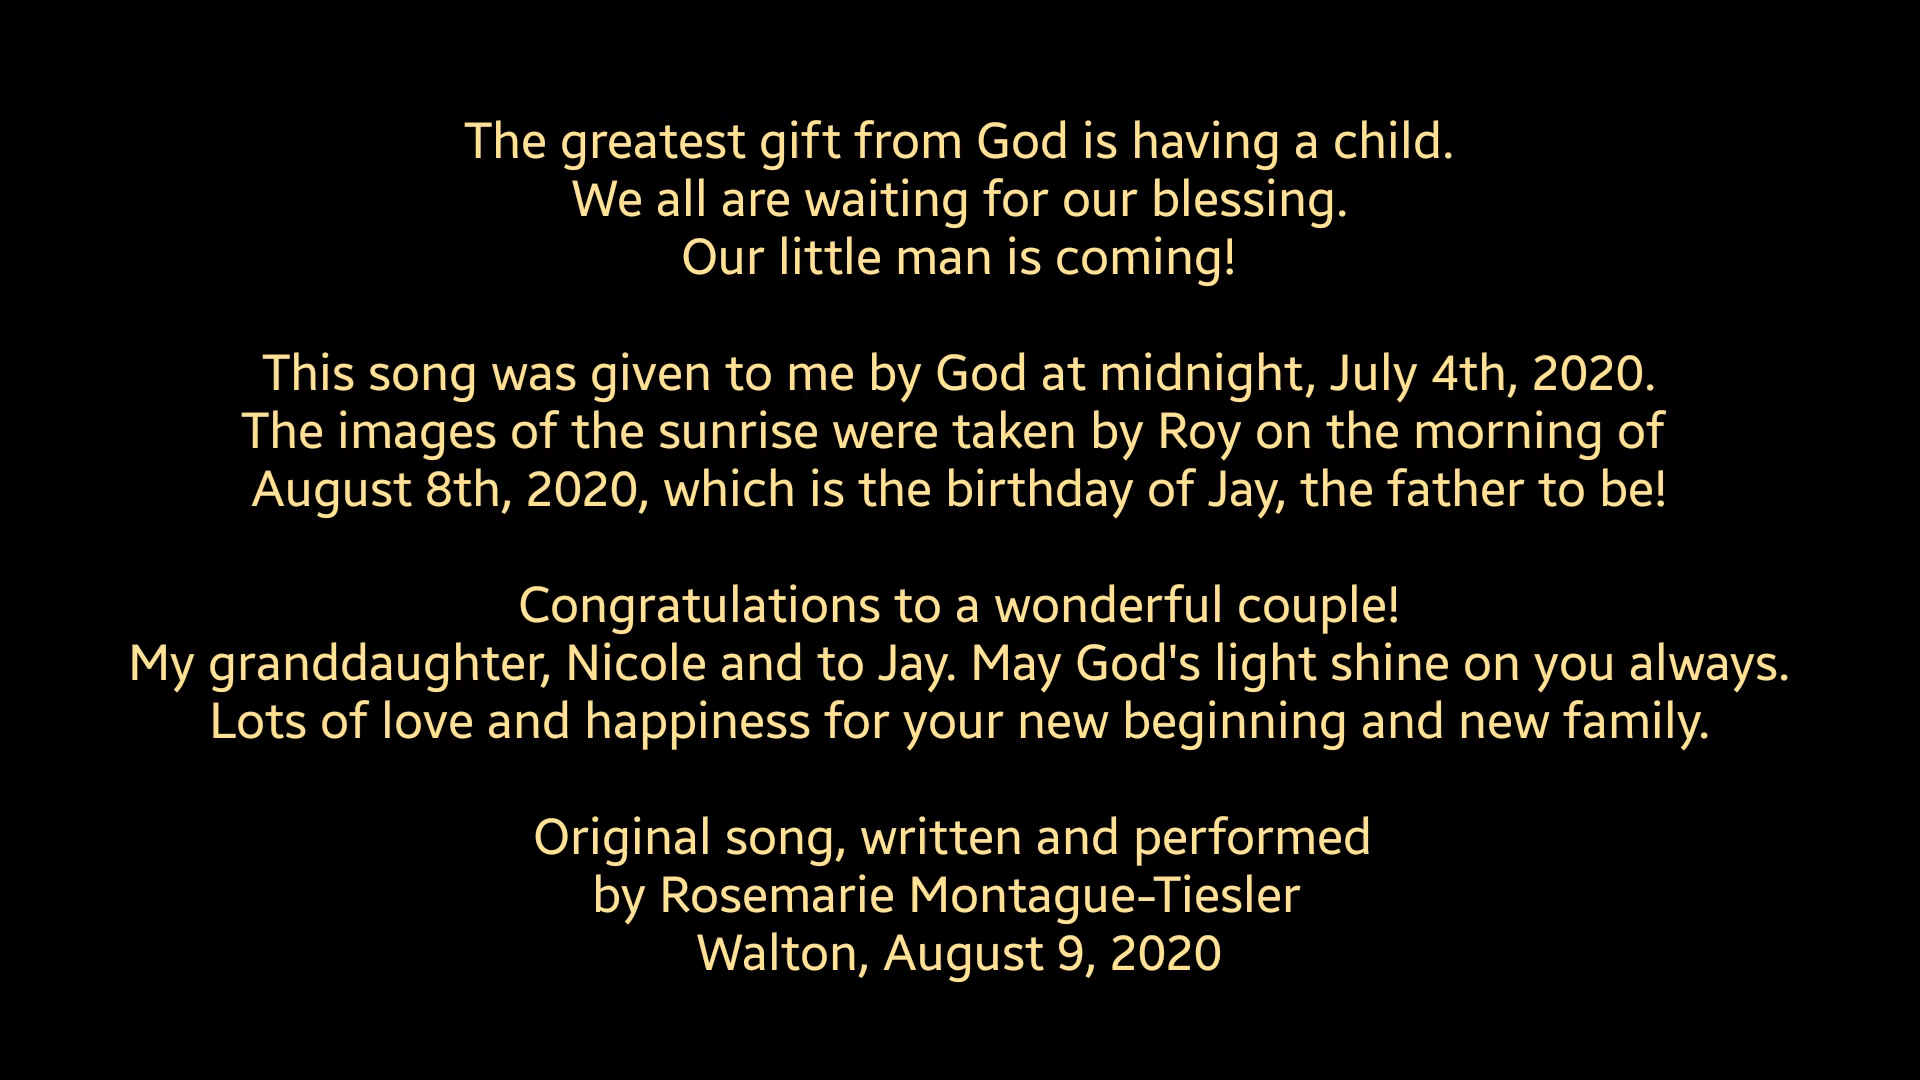 The greatest gift from God is having a child.
We all are waiting for our blessing.
Our little man is coming!
This song was given to me by God at midnight, July 4th, 2020.
The images of the sunrise were taken by Roy on the morning of
August 8th, 2020, which is the birthday of Jay, the father to be!
Congratulations to a wonderful couple!
My granddaughter, Nicole and to Jay. May God's light shine on you always.
Lots of love and happiness for your new beginning and new family.
Original song, written and performed
by Rosemarie Montague-Tiesler
Walton, August 9, 2020